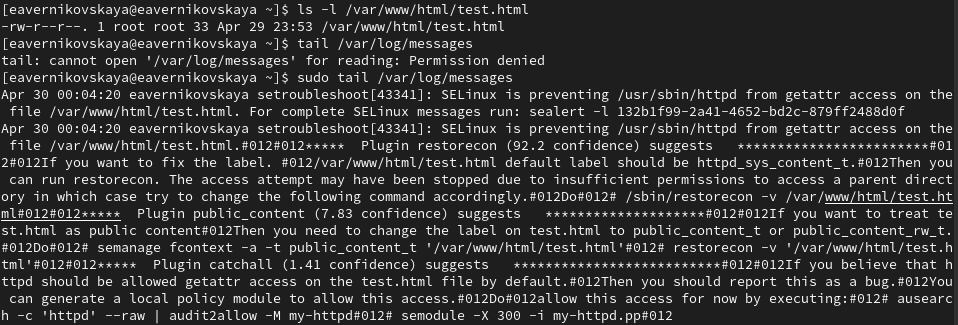 [eavernikovskaya@eavernikovskaya ~]$ ls -l /var/www/html/test.html
-rw-r--r--. 1 root root 33 Apr 29 23:53 /var/www/html/test.html
[eavernikovskaya@eavernikovskaya ~]$ tail /var/log/messages
tail: cannot open '/var/log/messages' for reading: Permission denied
[eavernikovskaya@eavernikovskaya ~]$ sudo tail /var/log/messages
Apr 30 00:04:20 eavernikovskaya setroubleshoot[43341]: SELinux is preventing /usr/sbin/httpd from getattr access on the
 file /var/www/html/test.html. For complete SELinux messages run: sealert -l 132b1f99-2a41-4652-bd2c-879ff2488d0f
Apr 30 00:04:20 eavernikovskaya setroubleshoot[43341]: SELinux is preventing /usr/sbin/httpd from getattr access on the
 file /var/www/html/test.html.#012#012*****  Plugin restorecon (92.2 confidence) suggests   ************************#01
2#012If you want to fix the label. #012/var/www/html/test.html default label should be httpd_sys_content_t.#012Then you
 can run restorecon. The access attempt may have been stopped due to insufficient permissions to access a parent direct
ory in which case try to change the following command accordingly.#012Do#012# /sbin/restorecon -v /var/www/html/test.ht
ml#012#012*****  Plugin public_content (7.83 confidence) suggests   ********************#012#012If you want to treat te
st.html as public content#012Then you need to change the label on test.html to public_content_t or public_content_rw_t.
#012Do#012# semanage fcontext -a -t public_content_t '/var/www/html/test.html'#012# restorecon -v '/var/www/html/test.h
tml'#012#012*****  Plugin catchall (1.41 confidence) suggests   **************************#012#012If you believe that h
ttpd should be allowed getattr access on the test.html file by default.#012Then you should report this as a bug.#012You
 can generate a local policy module to allow this access.#012Do#012allow this access for now by executing:#012# ausearc
h -c 'httpd' --raw | audit2allow -M my-httpd#012# semodule -X 300 -i my-httpd.pp#012